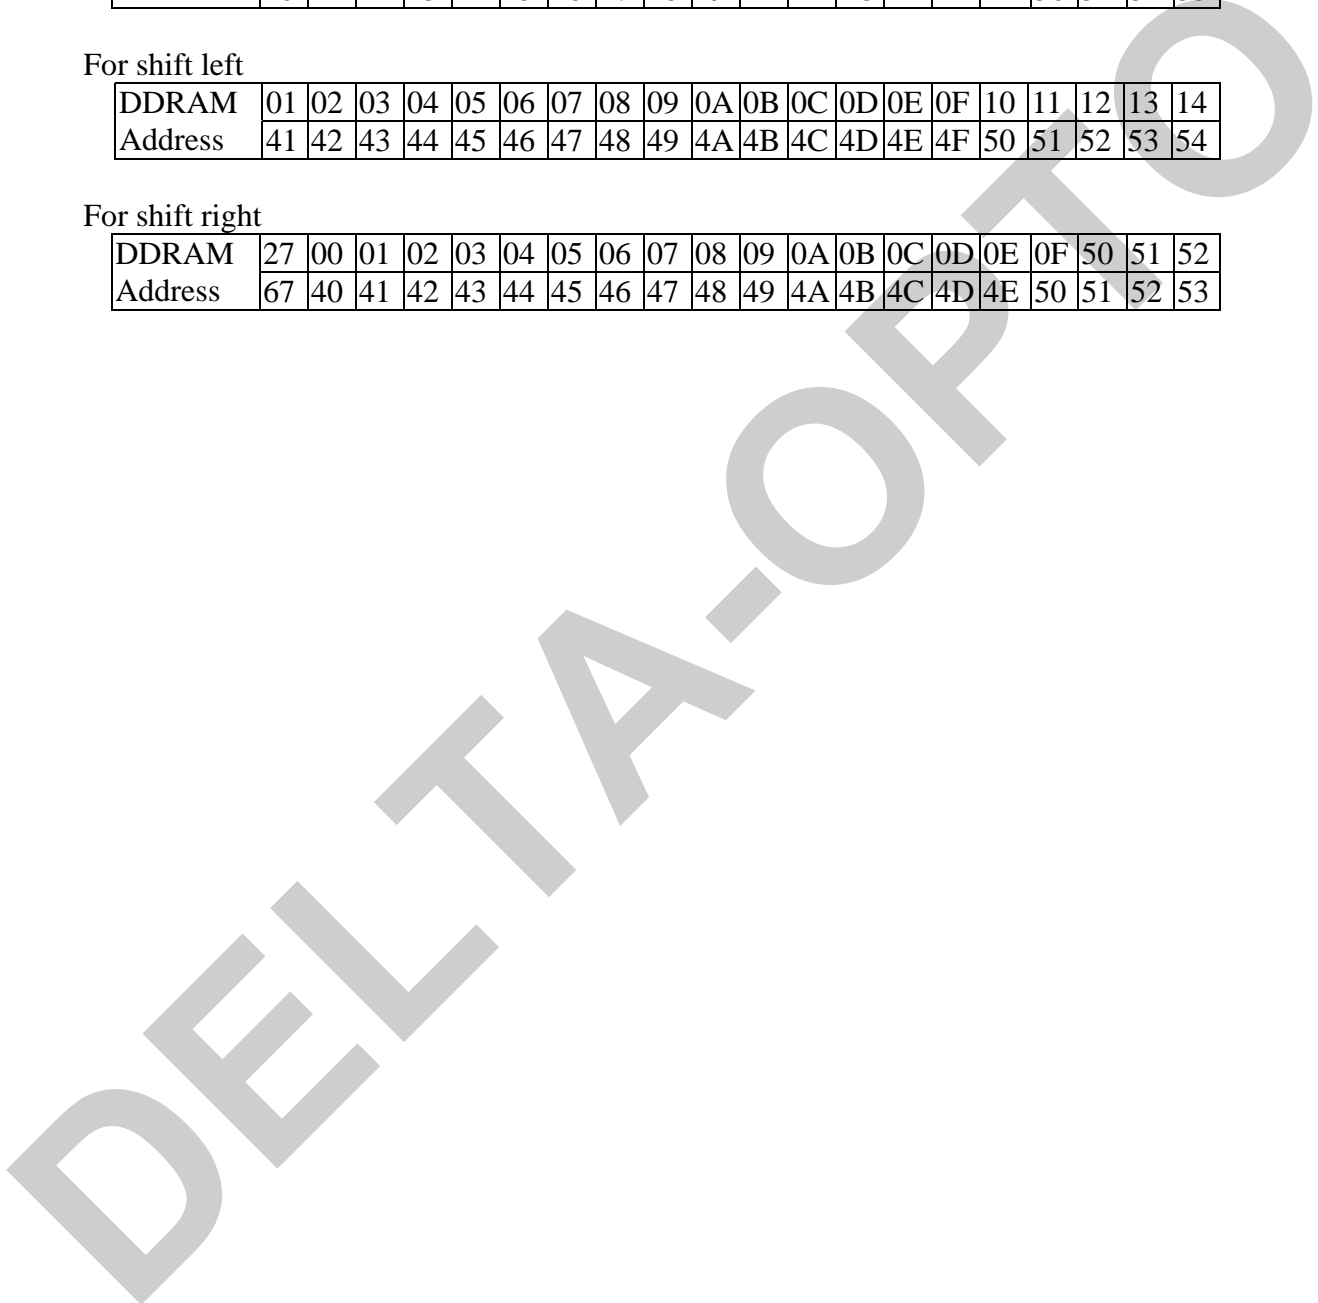 For shift left
DDRAM 01 02 03 04 05 06 07 08 09 0A 0B 0C 0D 0E 0F 10 11 12 13 14
Address 41 42 43 44 45 46 47 48 49 4A 4B 4C 4D 4E 4F 50 51 52 53 54
For shift right
DDRAM 27 00 01 02 03 04 05 06 07 08 09 0A 0B 0C 0D 0E 0F 50 51 52
Address 67 40 41 42 43 44 45 46 47 48 49 4A 4B 4C 4D 4E 50 51 52 53
DELTA-OPTO